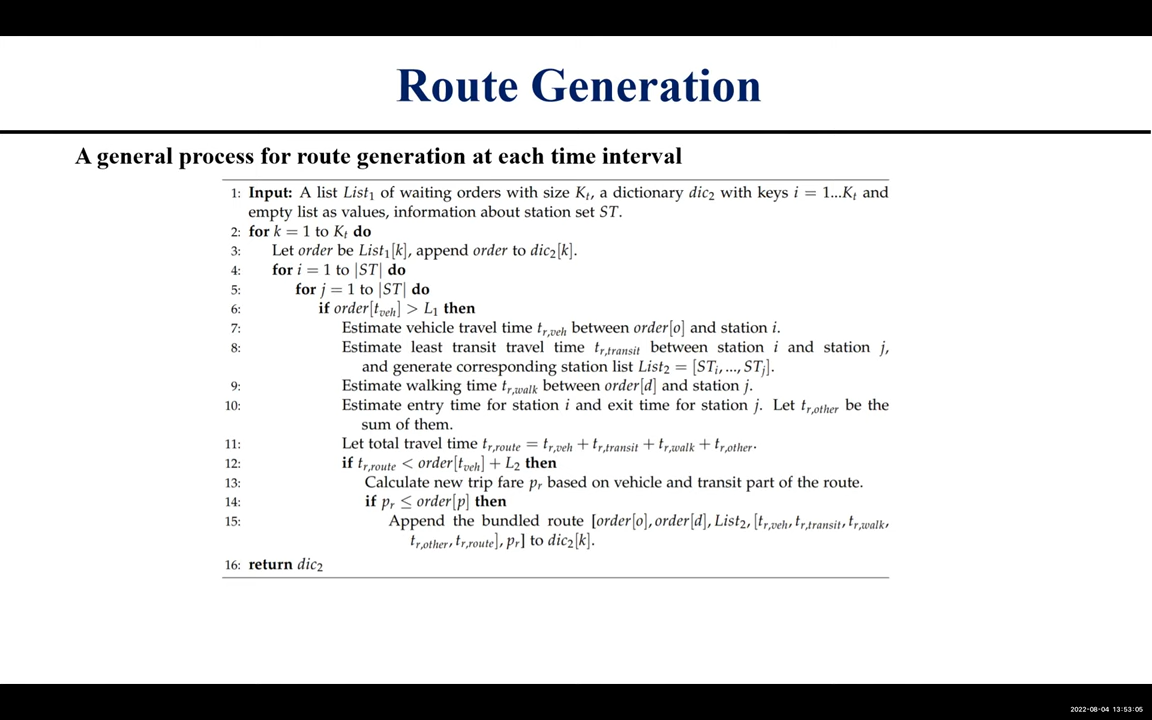 Route Generation
A general process for route generation at each time interval
1: Input: A list List₁ of waiting orders with size Kₜ, a dictionary dic₂ with keys i = 1...Kₜ and
empty list as values, information about station set ST.
2: for k = 1 to Kₜ do
3: Let order be List₁[k], append order to dic₂[k].
4: for i = 1 to |ST| do
5: for j = 1 to |ST| do
6: if order[t_veh] > L₁ then
7: Estimate vehicle travel time t_r,veh between order[o] and station i.
8: Estimate least transit travel time t_r,transit between station i and station j,
and generate corresponding station list List₂ = [STᵢ, ..., STⱼ].
9: Estimate walking time t_r,walk between order[d] and station j.
10: Estimate entry time for station i and exit time for station j. Let t_r,other be the
sum of them.
11: Let total travel time t_r,route = t_r,veh + t_r,transit + t_r,walk + t_r,other.
12: if t_r,route < order[t_veh] + L₂ then
13: Calculate new trip fare p_r based on vehicle and transit part of the route.
14: if p_r ≤ order[p] then
15: Append the bundled route [order[o], order[d], List₂, [t_r,veh, t_r,transit, t_r,walk,
t_r,other, t_r,route], p_r] to dic₂[k].
16: return dic₂
2022-08-04 13:53:05